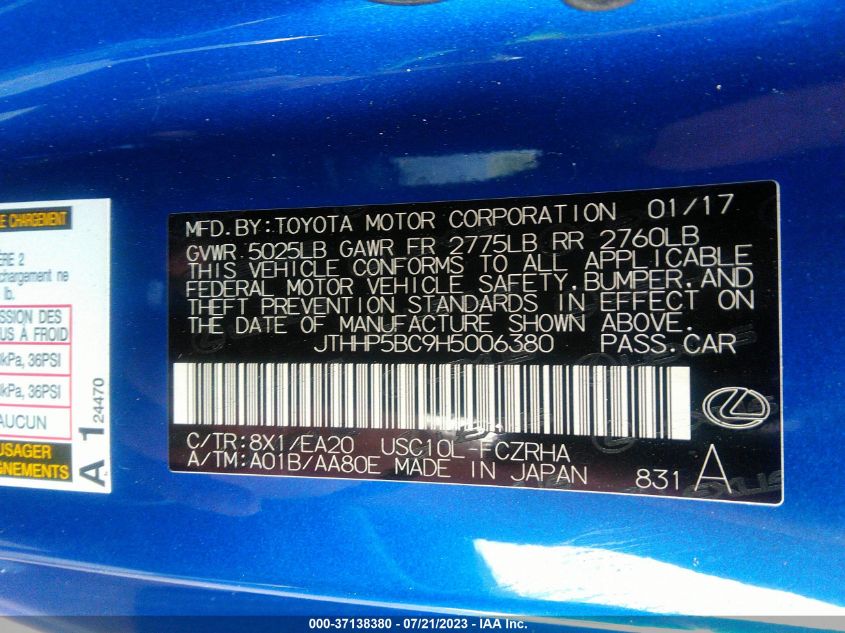 E CHARGEMENT
ÈRE 2
chargement ne
lb.
SSION DES
US À FROID
kPa, 36PSI
kPa, 36PSI
AUCUN
USAGER
GNEMENTS
A 1 24470
MFD.BY:TOYOTA MOTOR CORPORATION 01/17
GVWR 5025LB GAWR FR 2775LB RR 2760LB
THIS VEHICLE CONFORMS TO ALL APPLICABLE
FEDERAL MOTOR VEHICLE SAFETY,BUMPER,AND
THEFT PREVENTION STANDARDS IN EFFECT ON
THE DATE OF MANUFACTURE SHOWN ABOVE.
JTHHP5BC9H5006380 PASS.CAR
C/TR:8X1/EA20 USC10L-FCZRHA
A/TM:A01B/AA80E MADE IN JAPAN 831 A
000-37138380 - 07/21/2023 - IAA Inc.